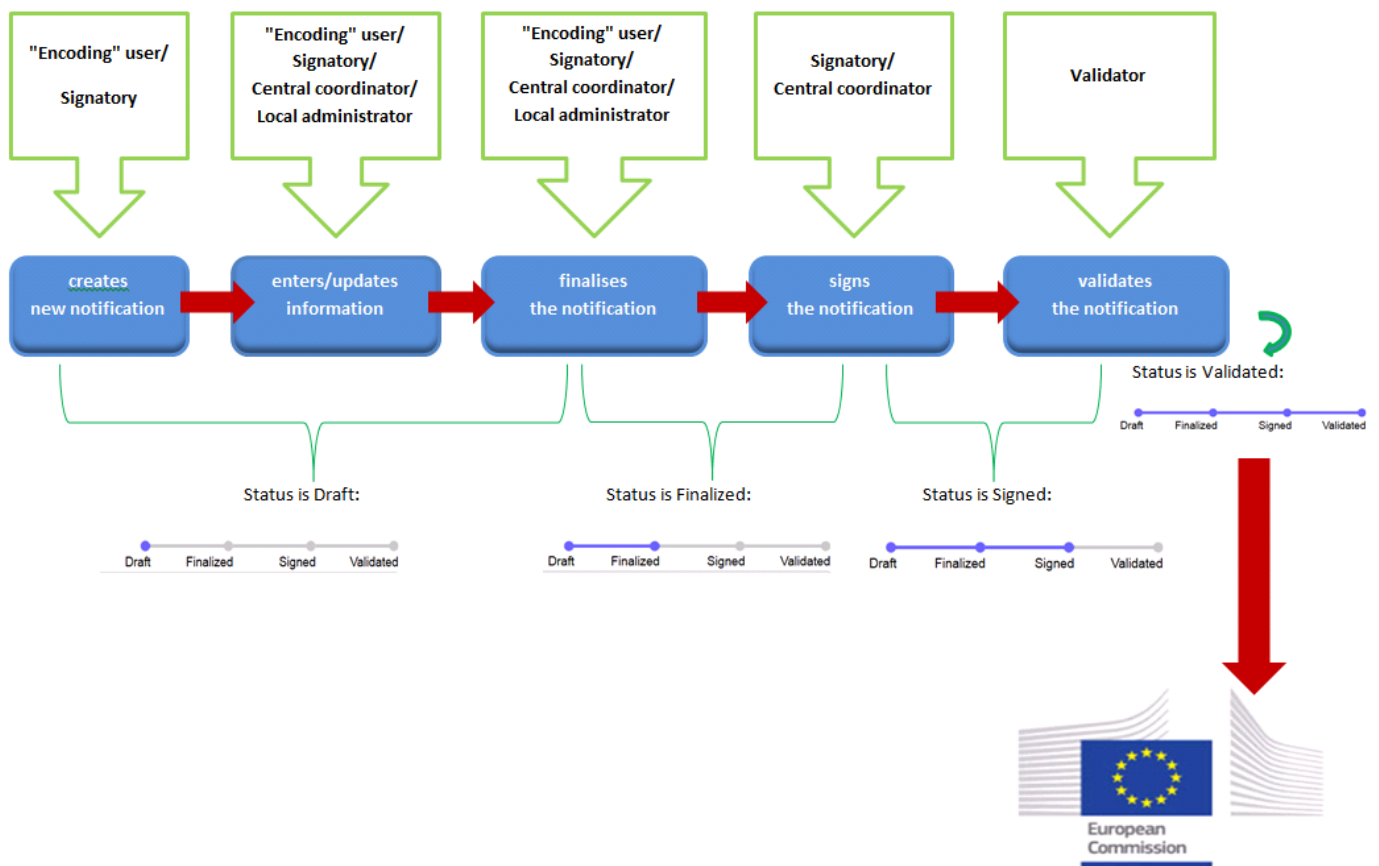 "Encoding" user/
Signatory
"Encoding" user/
Signatory/
Central coordinator/
Local administrator
"Encoding" user/
Signatory/
Central coordinator/
Local administrator
Signatory/
Central coordinator
Validator
creates
new notification
enters/updates
information
finalises
the notification
signs
the notification
validates
the notification
Status is Validated:
Draft Finalized Signed Validated
Status is Draft:
Draft Finalized Signed Validated
Status is Finalized:
Draft Finalized Signed Validated
Status is Signed:
Draft Finalized Signed Validated
European
Commission